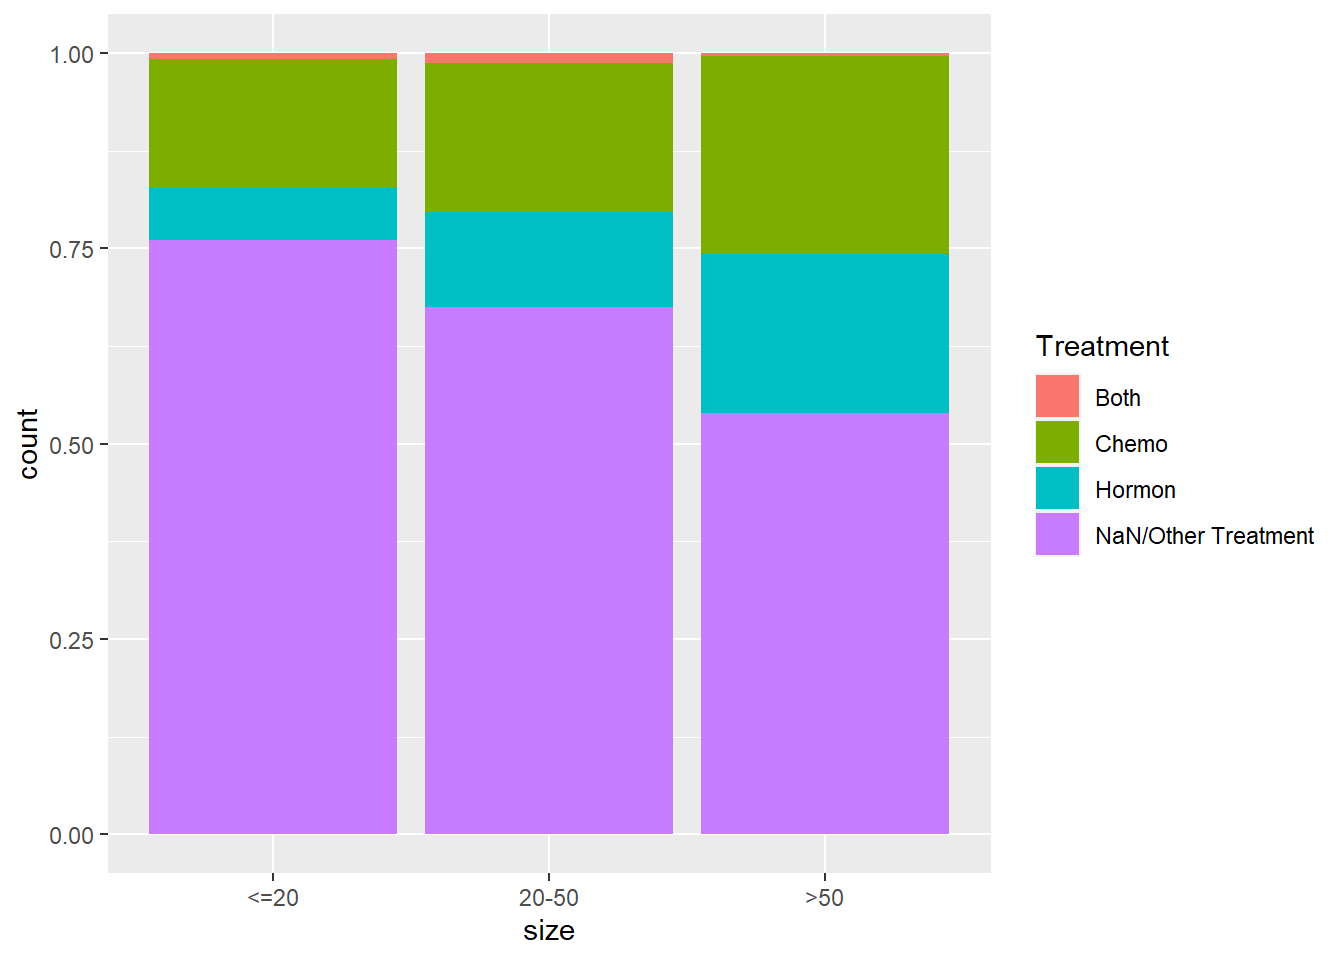 1.00
0.75
0.50
0.25
0.00
count
<=20
20-50
>50
size
Treatment
Both
Chemo
Hormon
NaN/Other Treatment